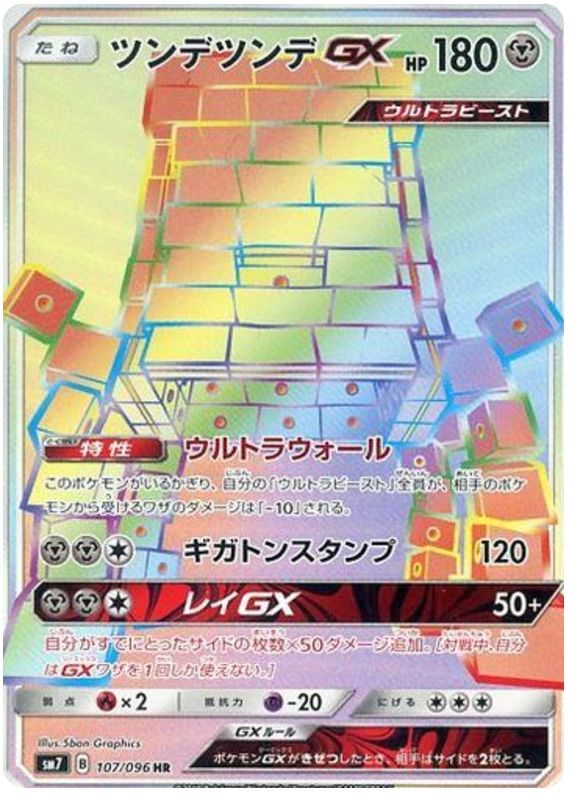 たね ツンデツンデGX HP 180
ウルトラビースト
特性 ウルトラウォール
このポケモンがいるかぎり、自分の「ウルトラビースト」全員が、相手のポケ
モンから受けるワザのダメージは「-10」される。
ギガトンスタンプ 120
レイGX 50+
自分がすでにとったサイドの枚数×50ダメージ追加。[対戦中、自分
はGXワザを1回しか使えない。]
弱点 ×2 抵抗力 -20 にげる
GXルール
Illus. 5ban Graphics
ポケモンGXがきぜつしたとき、相手はサイドを2枚とる。
SM7 B 107/096 HR